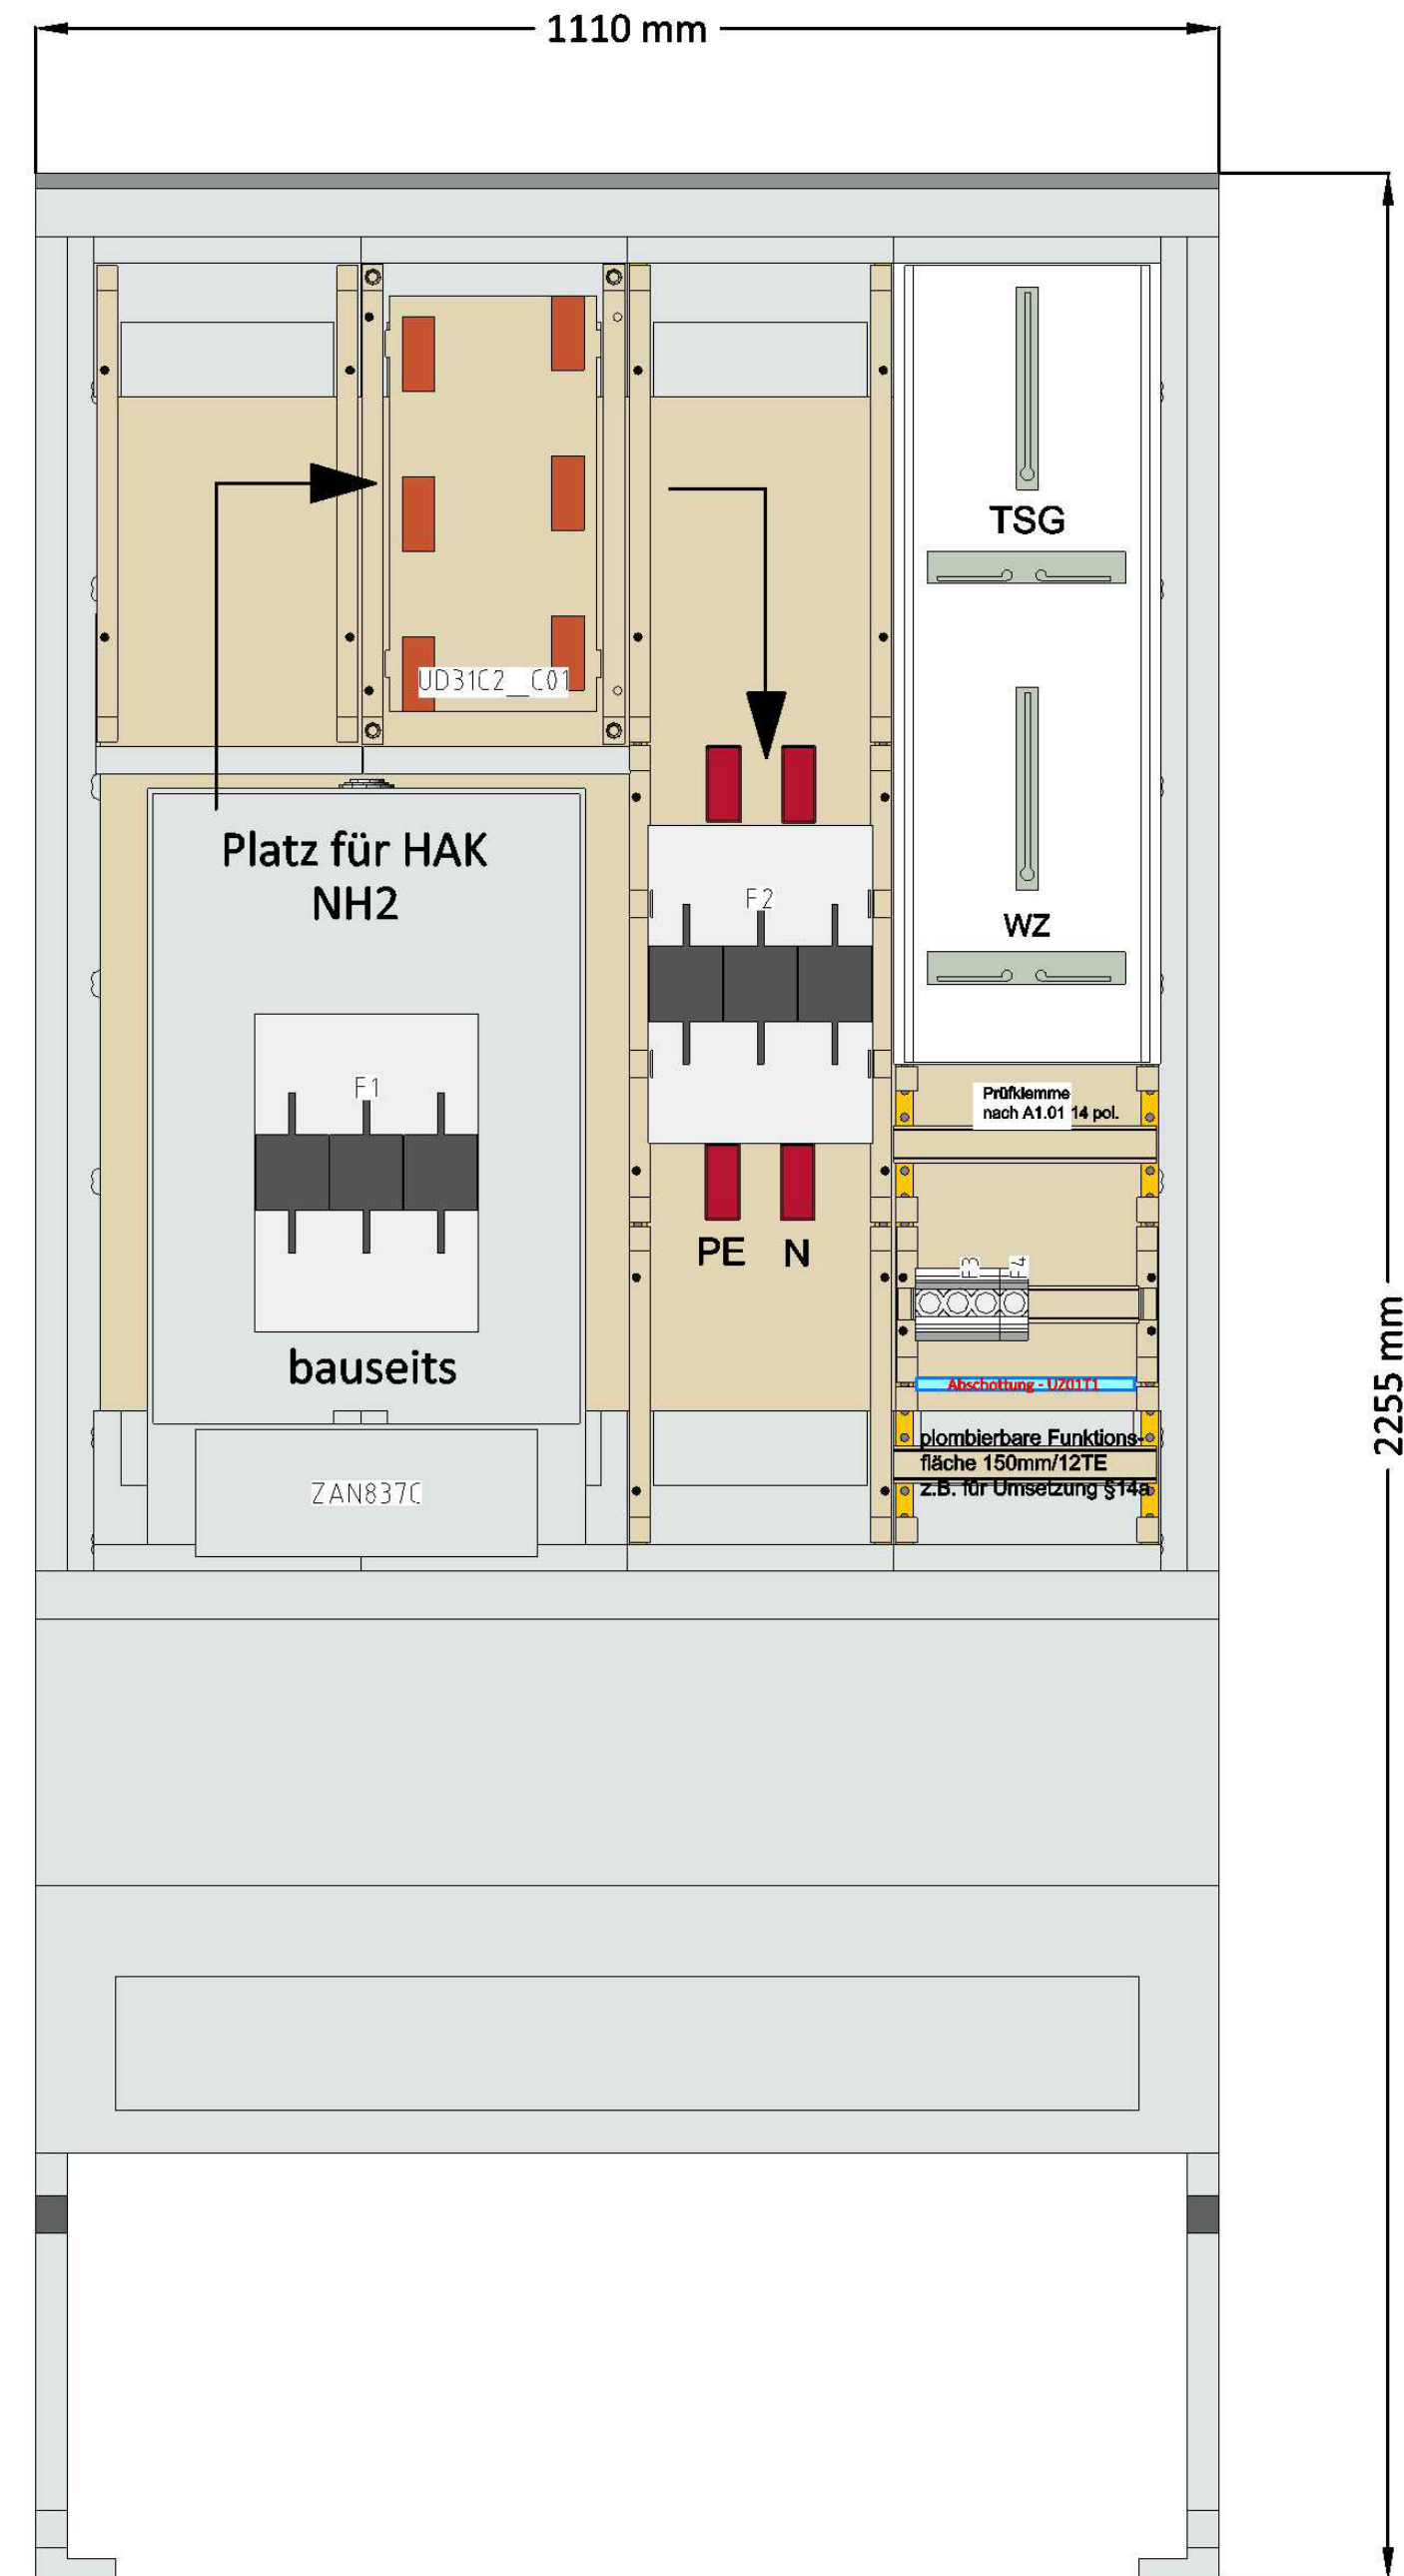 1110 mm
TSG
UD31C2__C01
Platz für HAK
NH2
F2
WZ
F1
Prüfklemme
nach A1.01 14 pol.
PE N
F3
F4
bauseits
Abschottung - UZ01T1
plombierbare Funktions-
fläche 150mm/12TE
z.B. für Umsetzung §14a
ZAN837C
2255 mm